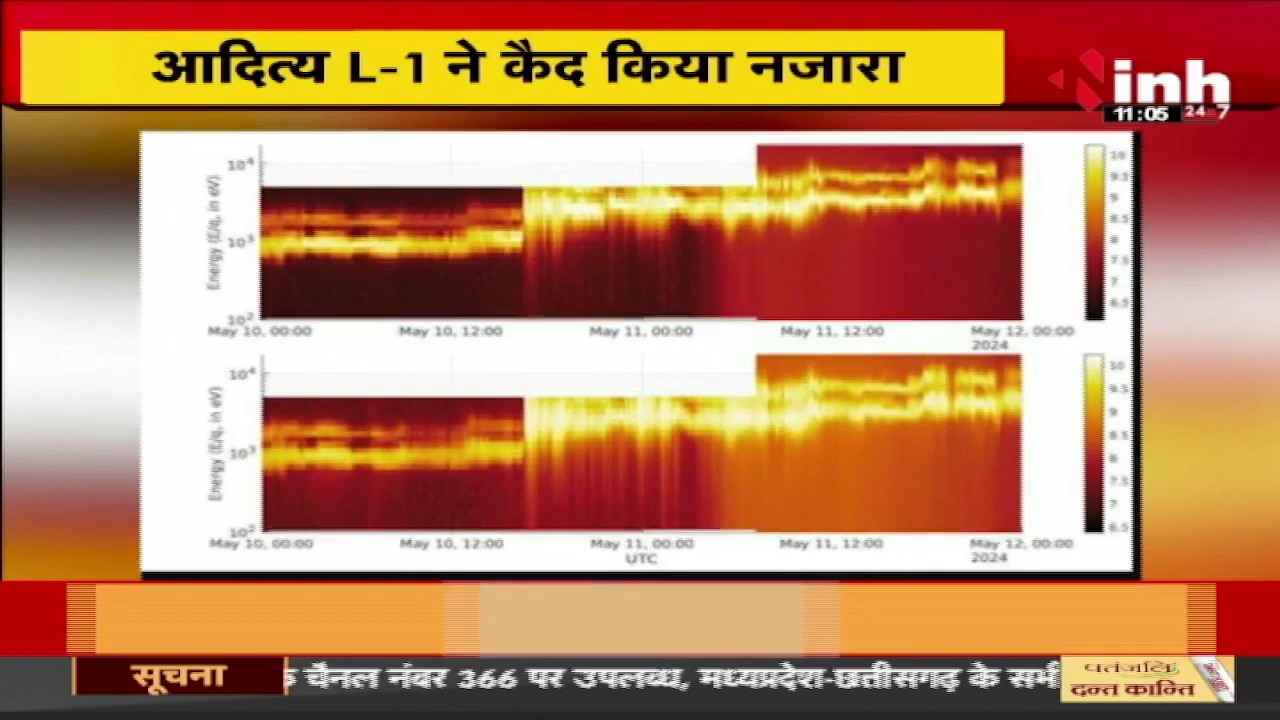 आदित्य L-1 ने कैद किया नजारा
inh
11:05 24 7
Energy (E/q, in eV)
10⁴
10³
10²
May 10, 00:00 May 10, 12:00 May 11, 00:00 May 11, 12:00 May 12, 00:00
2024
10
9.5
9
8.5
8
7.5
7
6.5
Energy (E/q, in eV)
10⁴
10³
10²
May 10, 00:00 May 10, 12:00 May 11, 00:00 May 11, 12:00 May 12, 00:00
UTC 2024
10
9.5
9
8.5
8
7.5
7
6.5
सूचना चैनल नंबर 366 पर उपलब्ध, मध्यप्रदेश-छत्तीसगढ़ के सभी
पतंजलि
दन्त कान्ति